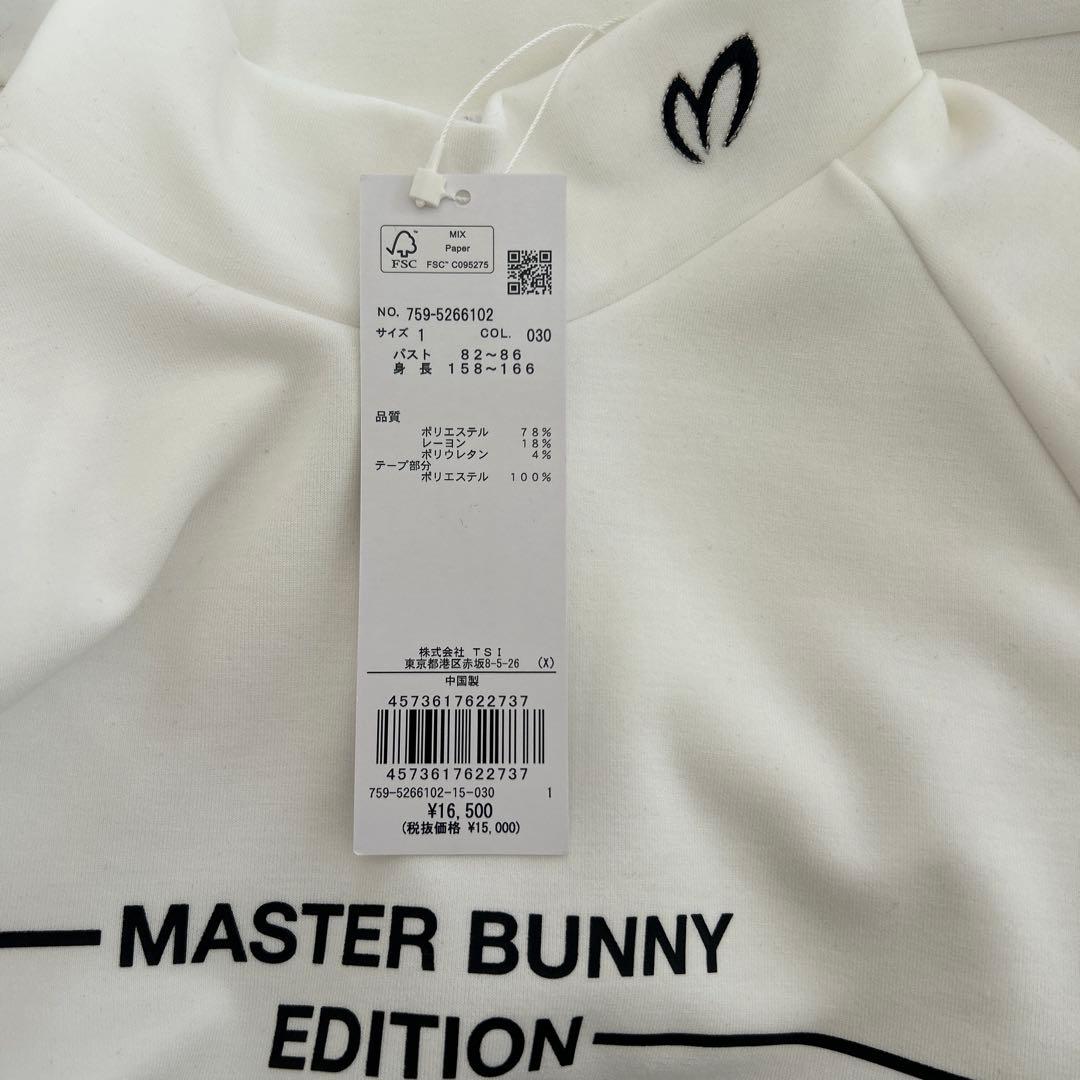 MIX
Paper
FSC™ C095275
FSC
NO. 759-5266102
サイズ 1 COL. 030
バスト 82～86
身 長 158～166
品質
ポリエステル 78%
レーヨン 18%
ポリウレタン 4%
テープ部分
ポリエステル 100%
株式会社 TSI
東京都港区赤坂8-5-26 (X)
中国製
4573617622737
4573617622737
759-5266102-15-030 1
¥16,500
(税抜価格 ¥15,000)
MASTER BUNNY
EDITION